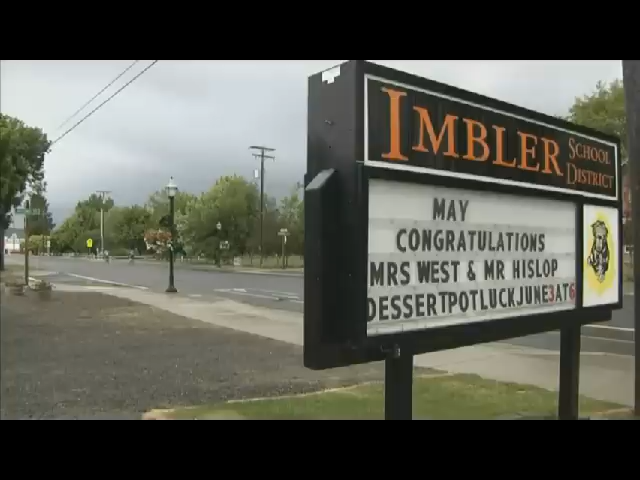 IMBLER SCHOOL
DISTRICT
MAY
CONGRATULATIONS
MRS WEST & MR HISLOP
DESSERTPOTLUCKJUNE3AT6